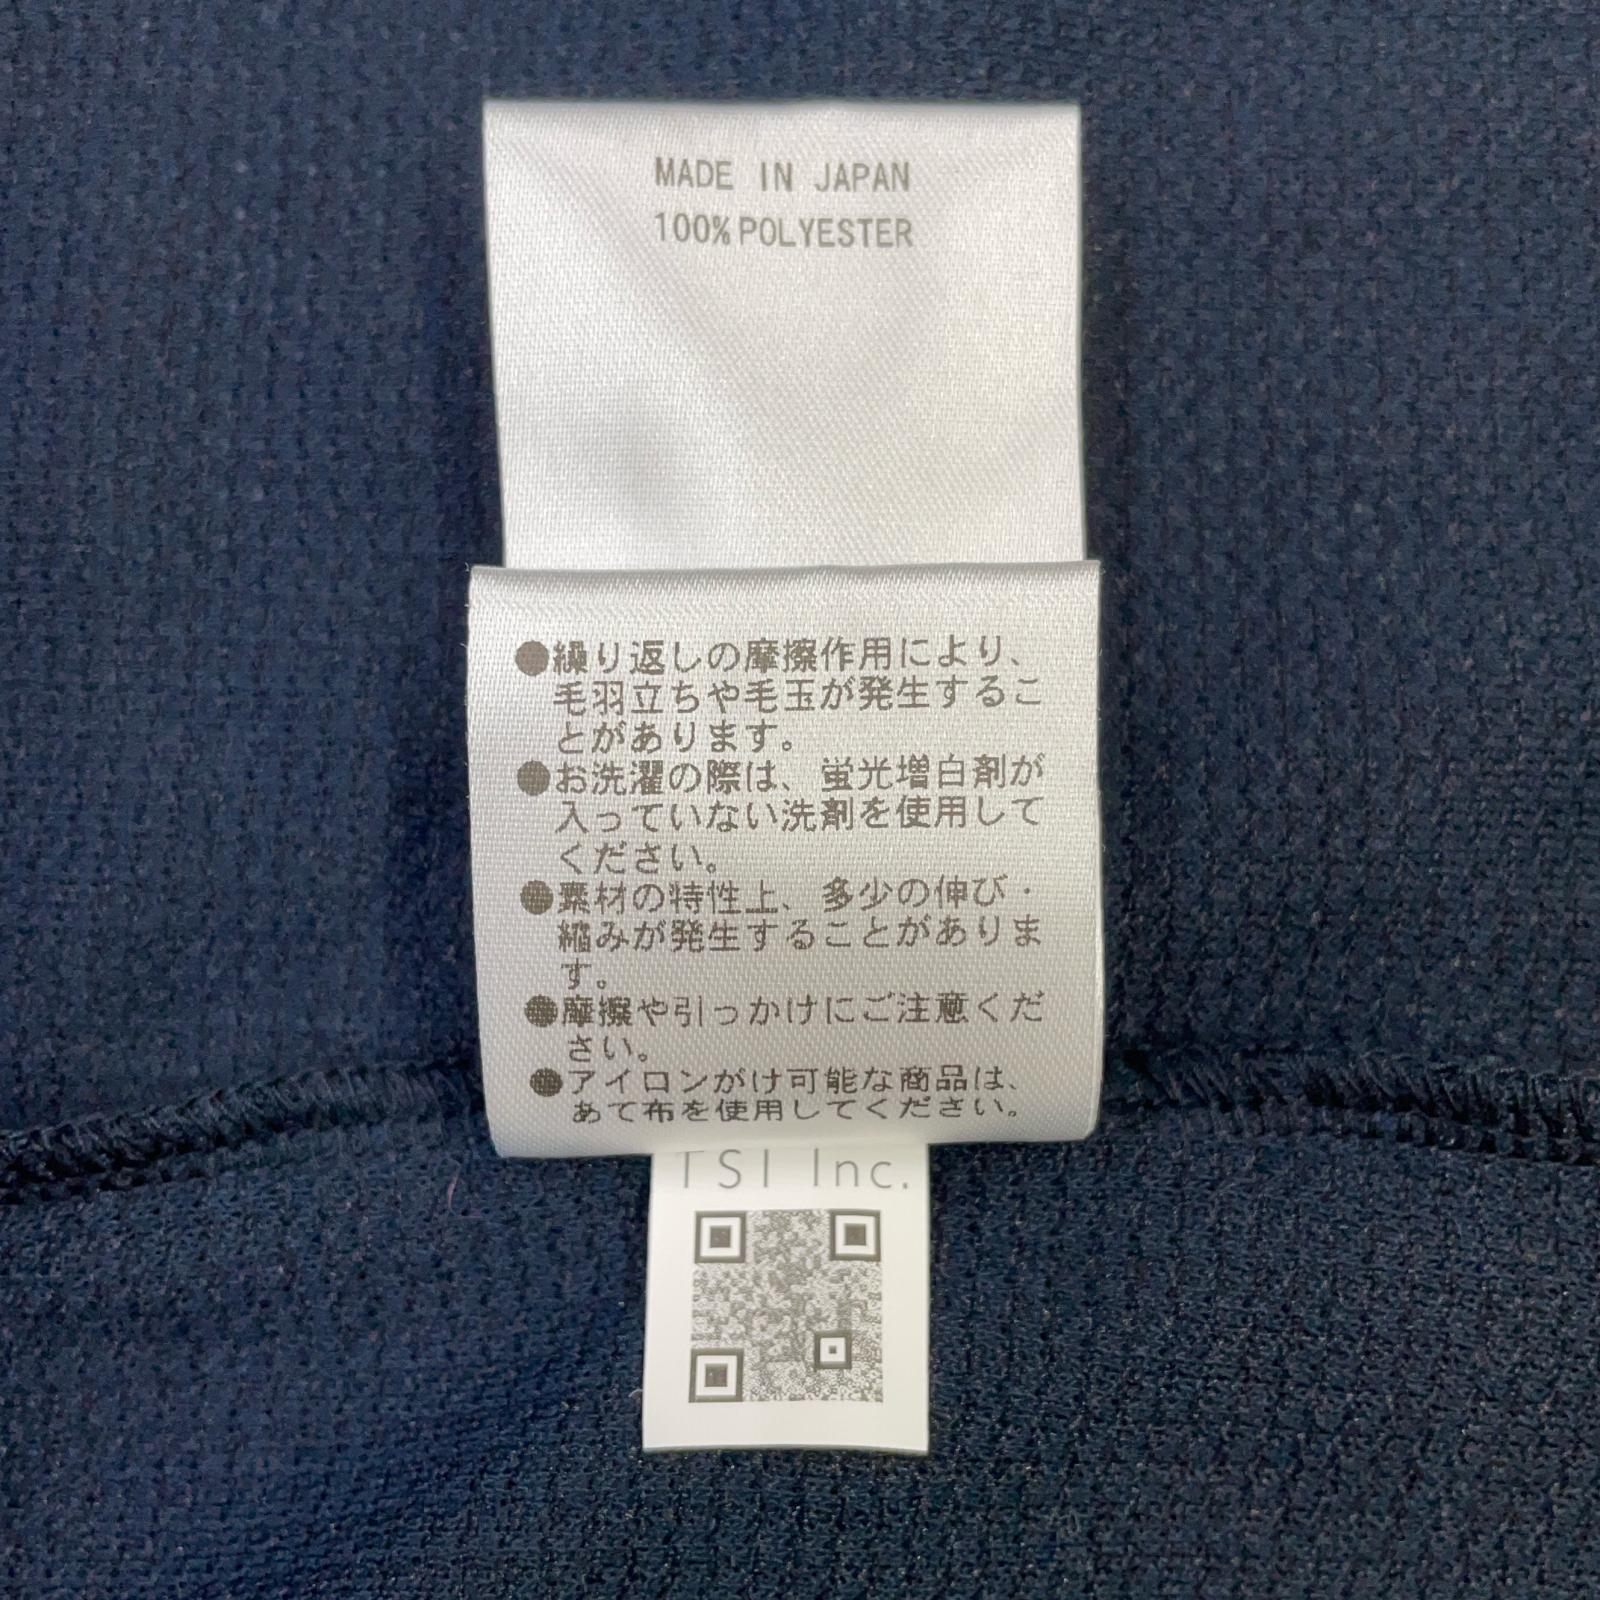 MADE IN JAPAN
100%POLYESTER
●繰り返しの摩擦作用により、
毛羽立ちや毛玉が発生するこ
とがあります。
●お洗濯の際は、蛍光増白剤が
入っていない洗剤を使用して
ください。
●素材の特性上、多少の伸び・
縮みが発生することがありま
す。
●摩擦や引っかけにご注意くだ
さい。
●アイロンがけ可能な商品は、
あて布を使用してください。
TSI Inc.